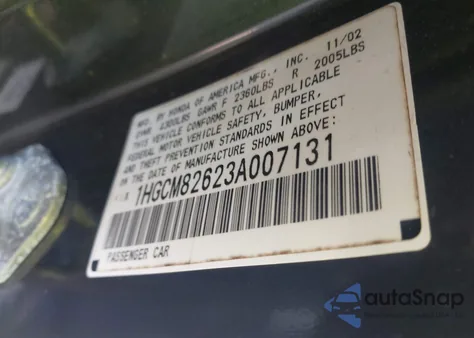 MFD. BY HONDA OF AMERICA MFG., INC. 11/02
GVWR 4300LBS GAWR F 2360LBS R 2005LBS
THIS VEHICLE CONFORMS TO ALL APPLICABLE
FEDERAL MOTOR VEHICLE SAFETY, BUMPER,
AND THEFT PREVENTION STANDARDS IN EFFECT
ON THE DATE OF MANUFACTURE SHOWN ABOVE:
1HGCM82623A007131
PASSENGER CAR
autaSnap